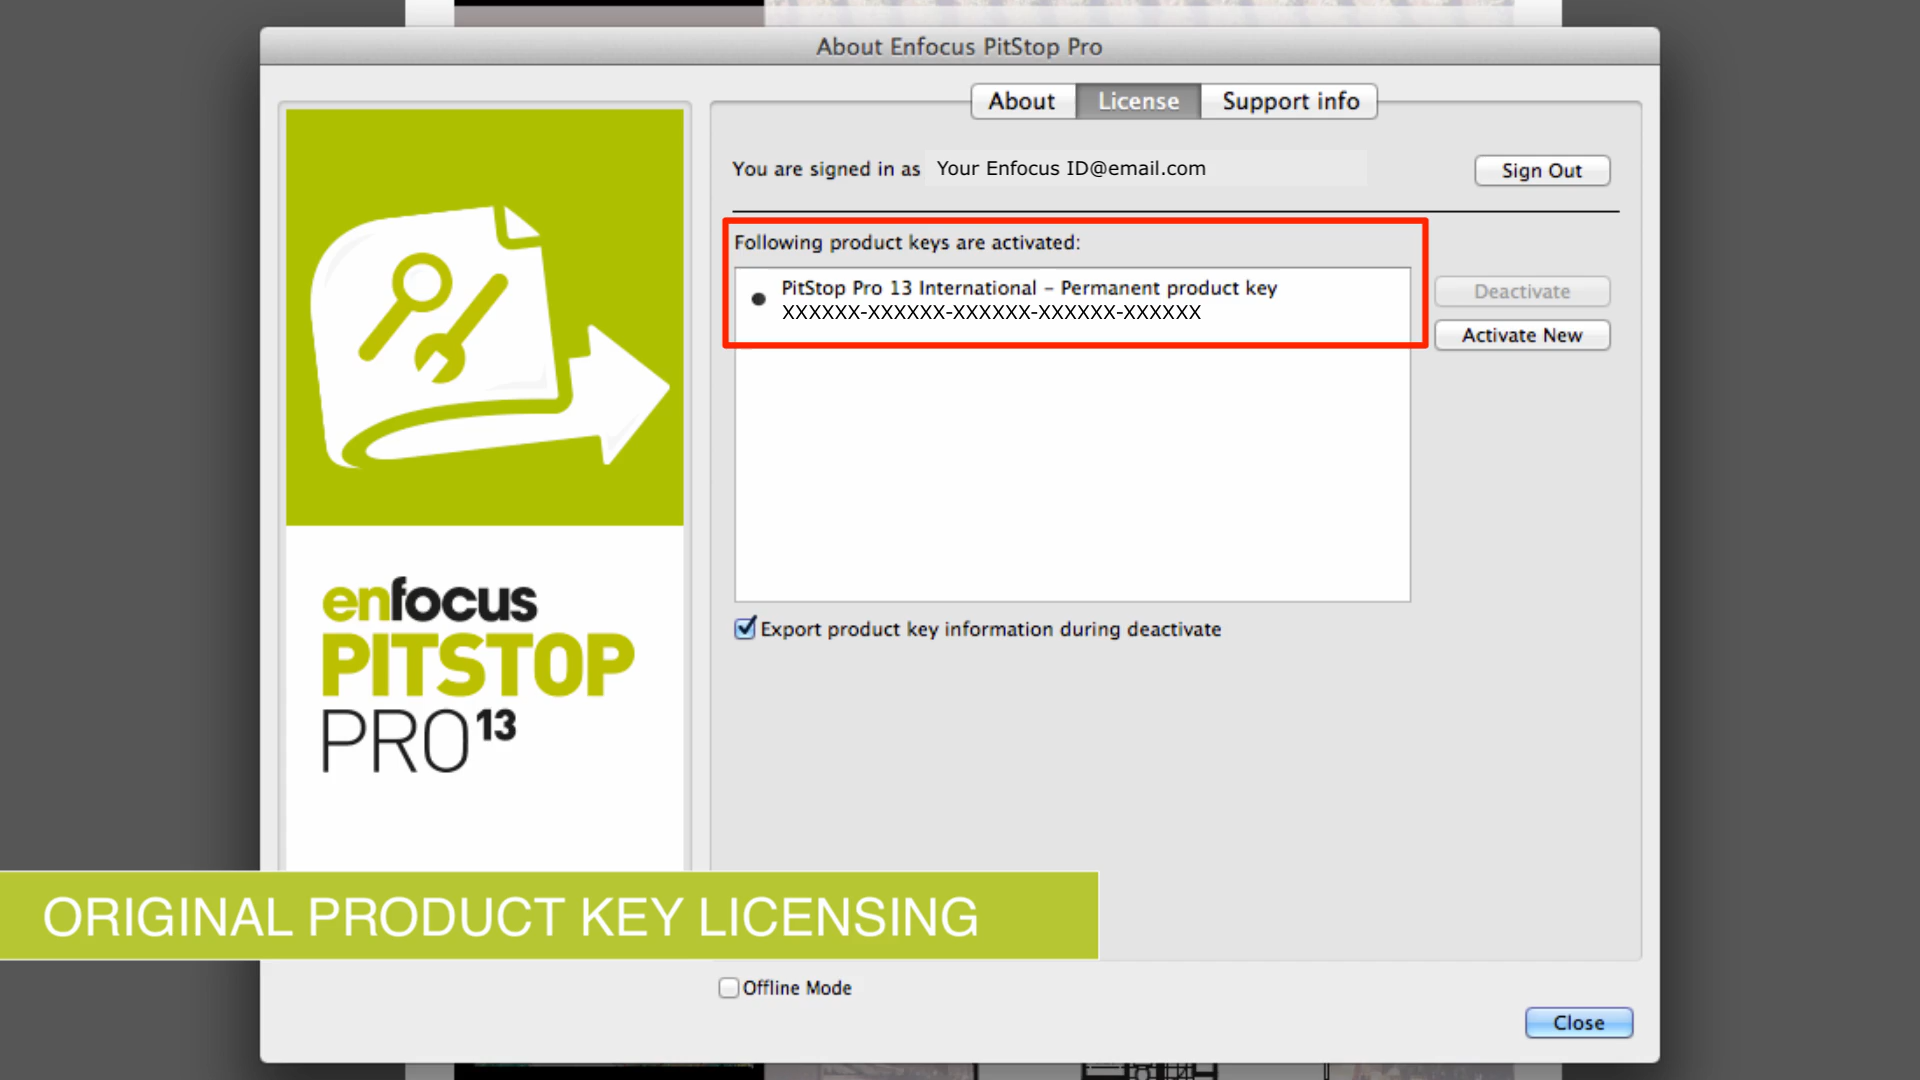 About Enfocus PitStop Pro
About License Support info
You are signed in as Your Enfocus ID@email.com Sign Out
Following product keys are activated:
PitStop Pro 13 International – Permanent product key
XXXXXX-XXXXXX-XXXXXX-XXXXXX-XXXXXX
Deactivate
Activate New
Export product key information during deactivate
enfocus
PITSTOP
PRO13
ORIGINAL PRODUCT KEY LICENSING
Offline Mode
Close